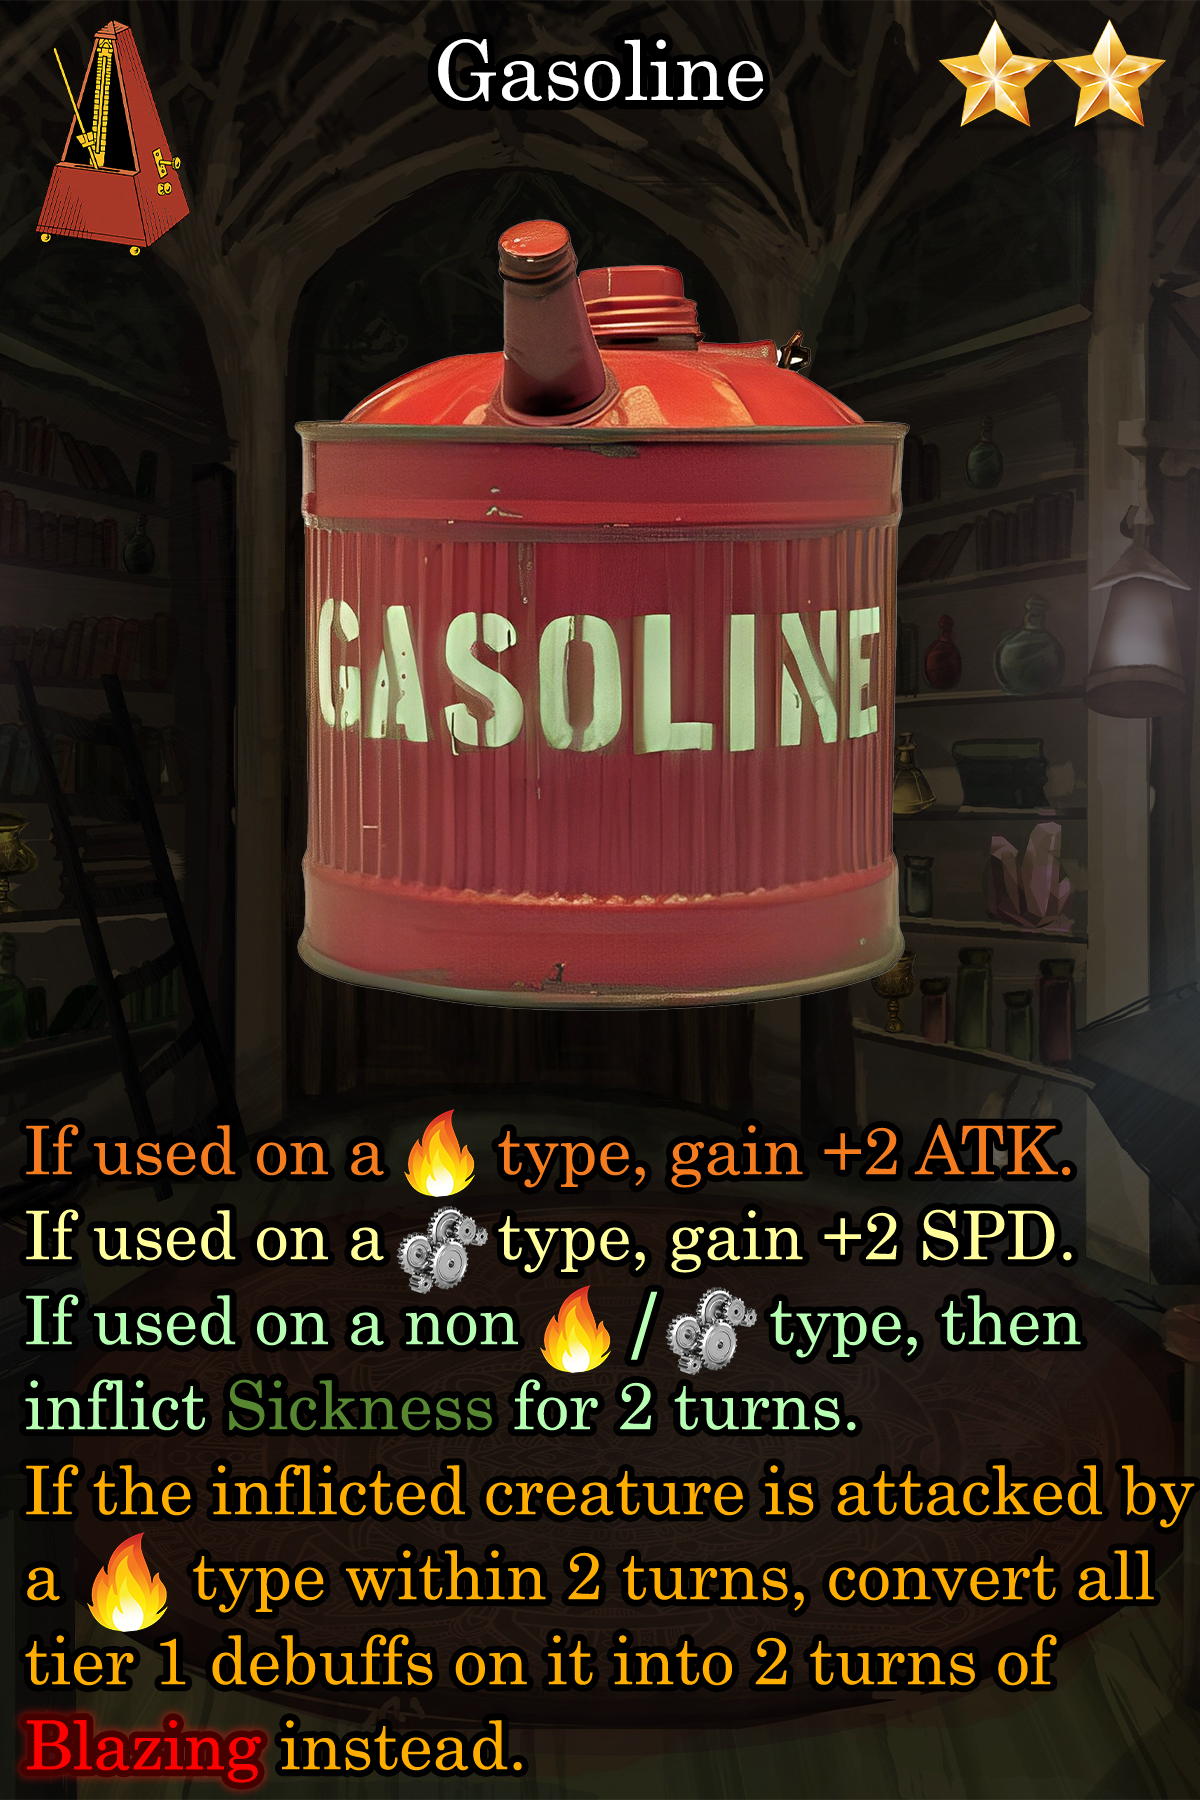 Gasoline
GASOLINE
If used on a 🔥 type, gain +2 ATK.
If used on a ⚙️ type, gain +2 SPD.
If used on a non 🔥/⚙️ type, then
inflict Sickness for 2 turns.
If the inflicted creature is attacked by
a 🔥 type within 2 turns, convert all
tier 1 debuffs on it into 2 turns of
Blazing instead.